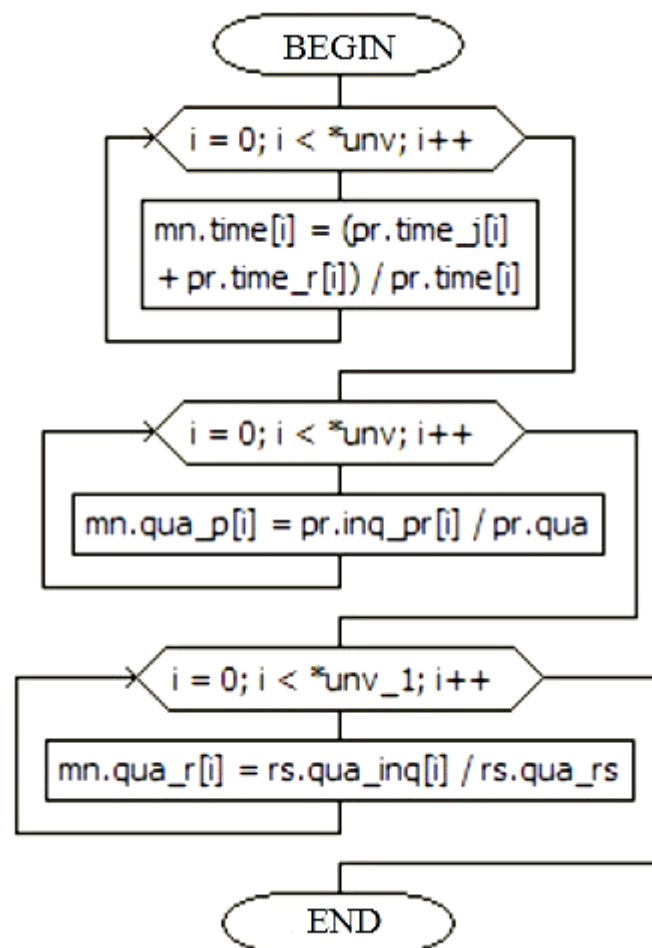 BEGIN
i = 0; i < *unv; i++
mn.time[i] = (pr.time_j[i]
+ pr.time_r[i]) / pr.time[i]
i = 0; i < *unv; i++
mn.qua_p[i] = pr.inq_pr[i] / pr.qua
i = 0; i < *unv_1; i++
mn.qua_r[i] = rs.qua_inq[i] / rs.qua_rs
END